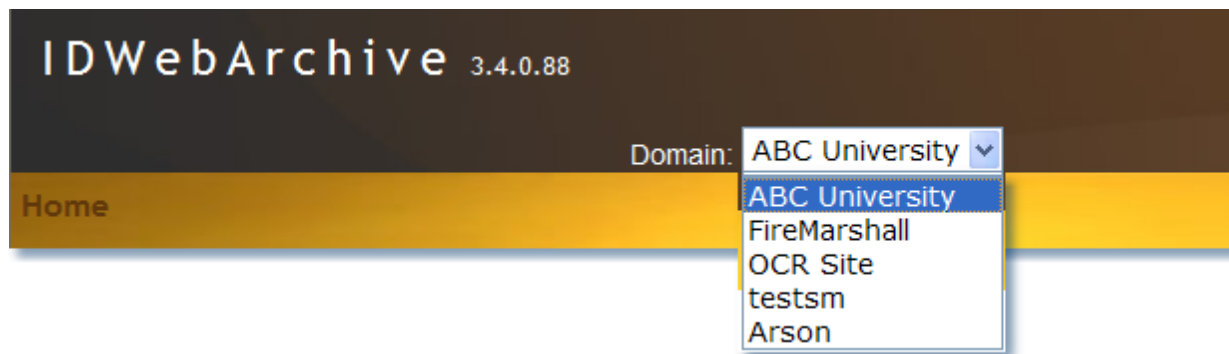 IDWebArchive 3.4.0.88
Domain: ABC University
Home
ABC University
FireMarshall
OCR Site
testsm
Arson